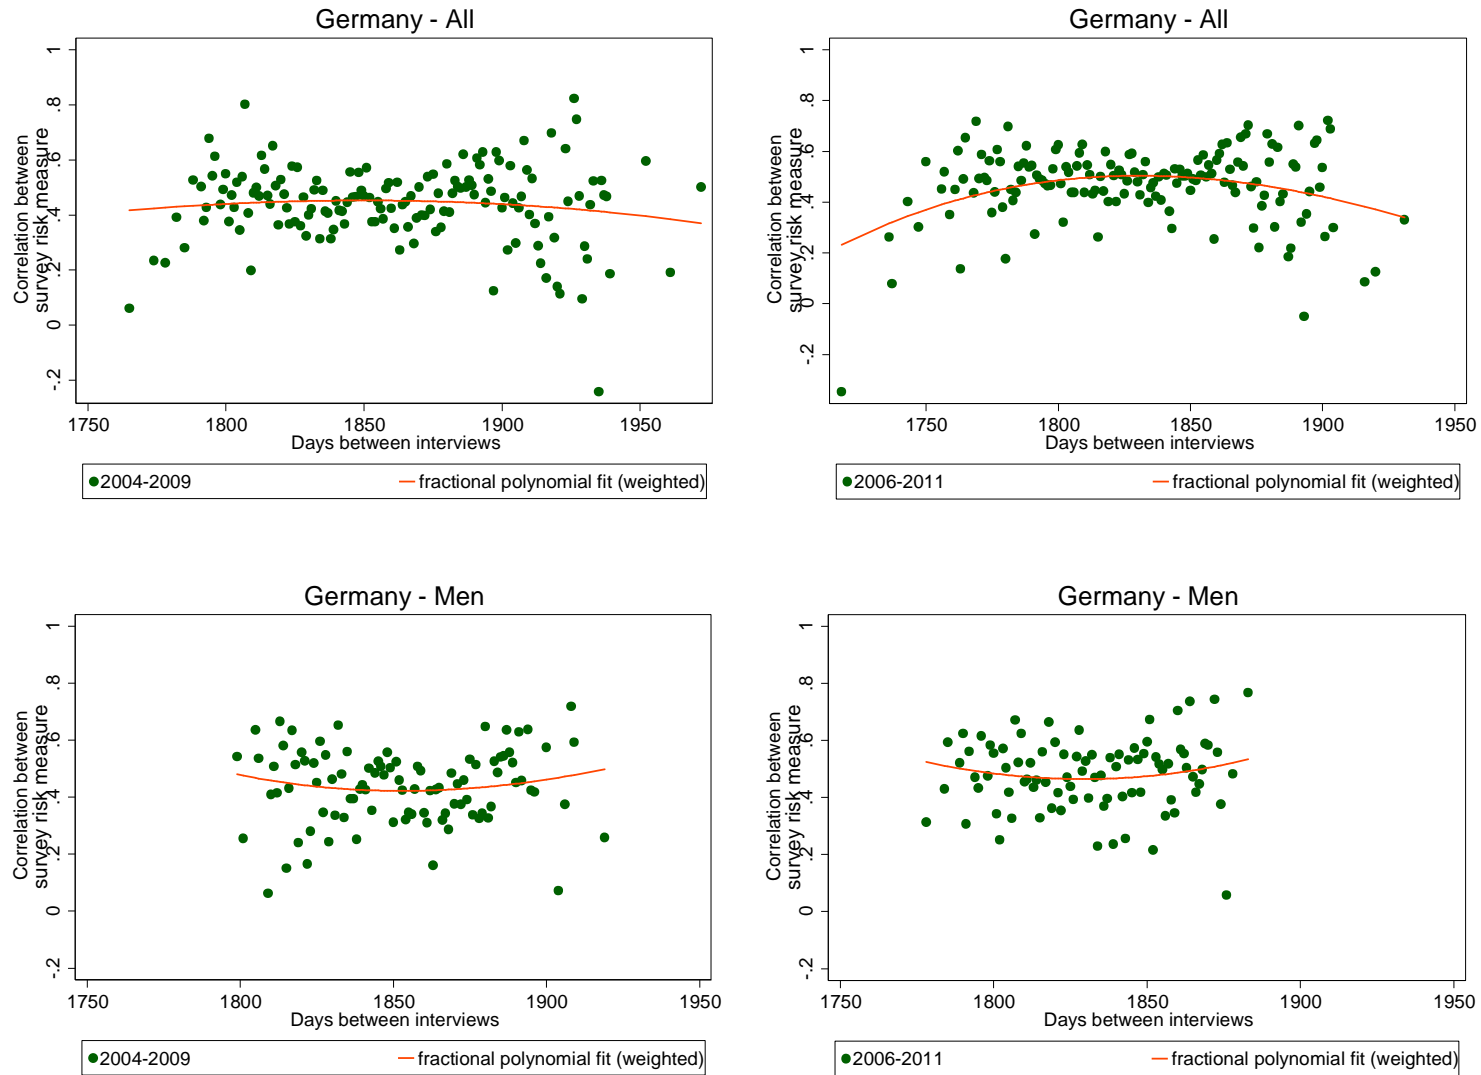 Germany - All
Correlation between
survey risk measure
1
.8
.6
.4
.2
0
-.2
1750 1800 1850 1900 1950
Days between interviews
2004-2009 fractional polynomial fit (weighted)
Germany - All
Correlation between
survey risk measure
1
.8
.6
.4
.2
0
-.2
1750 1800 1850 1900 1950
Days between interviews
2006-2011 fractional polynomial fit (weighted)
Germany - Men
Correlation between
survey risk measure
1
.8
.6
.4
.2
0
-.2
1750 1800 1850 1900 1950
Days between interviews
2004-2009 fractional polynomial fit (weighted)
Germany - Men
Correlation between
survey risk measure
1
.8
.6
.4
.2
0
-.2
1750 1800 1850 1900 1950
Days between interviews
2006-2011 fractional polynomial fit (weighted)